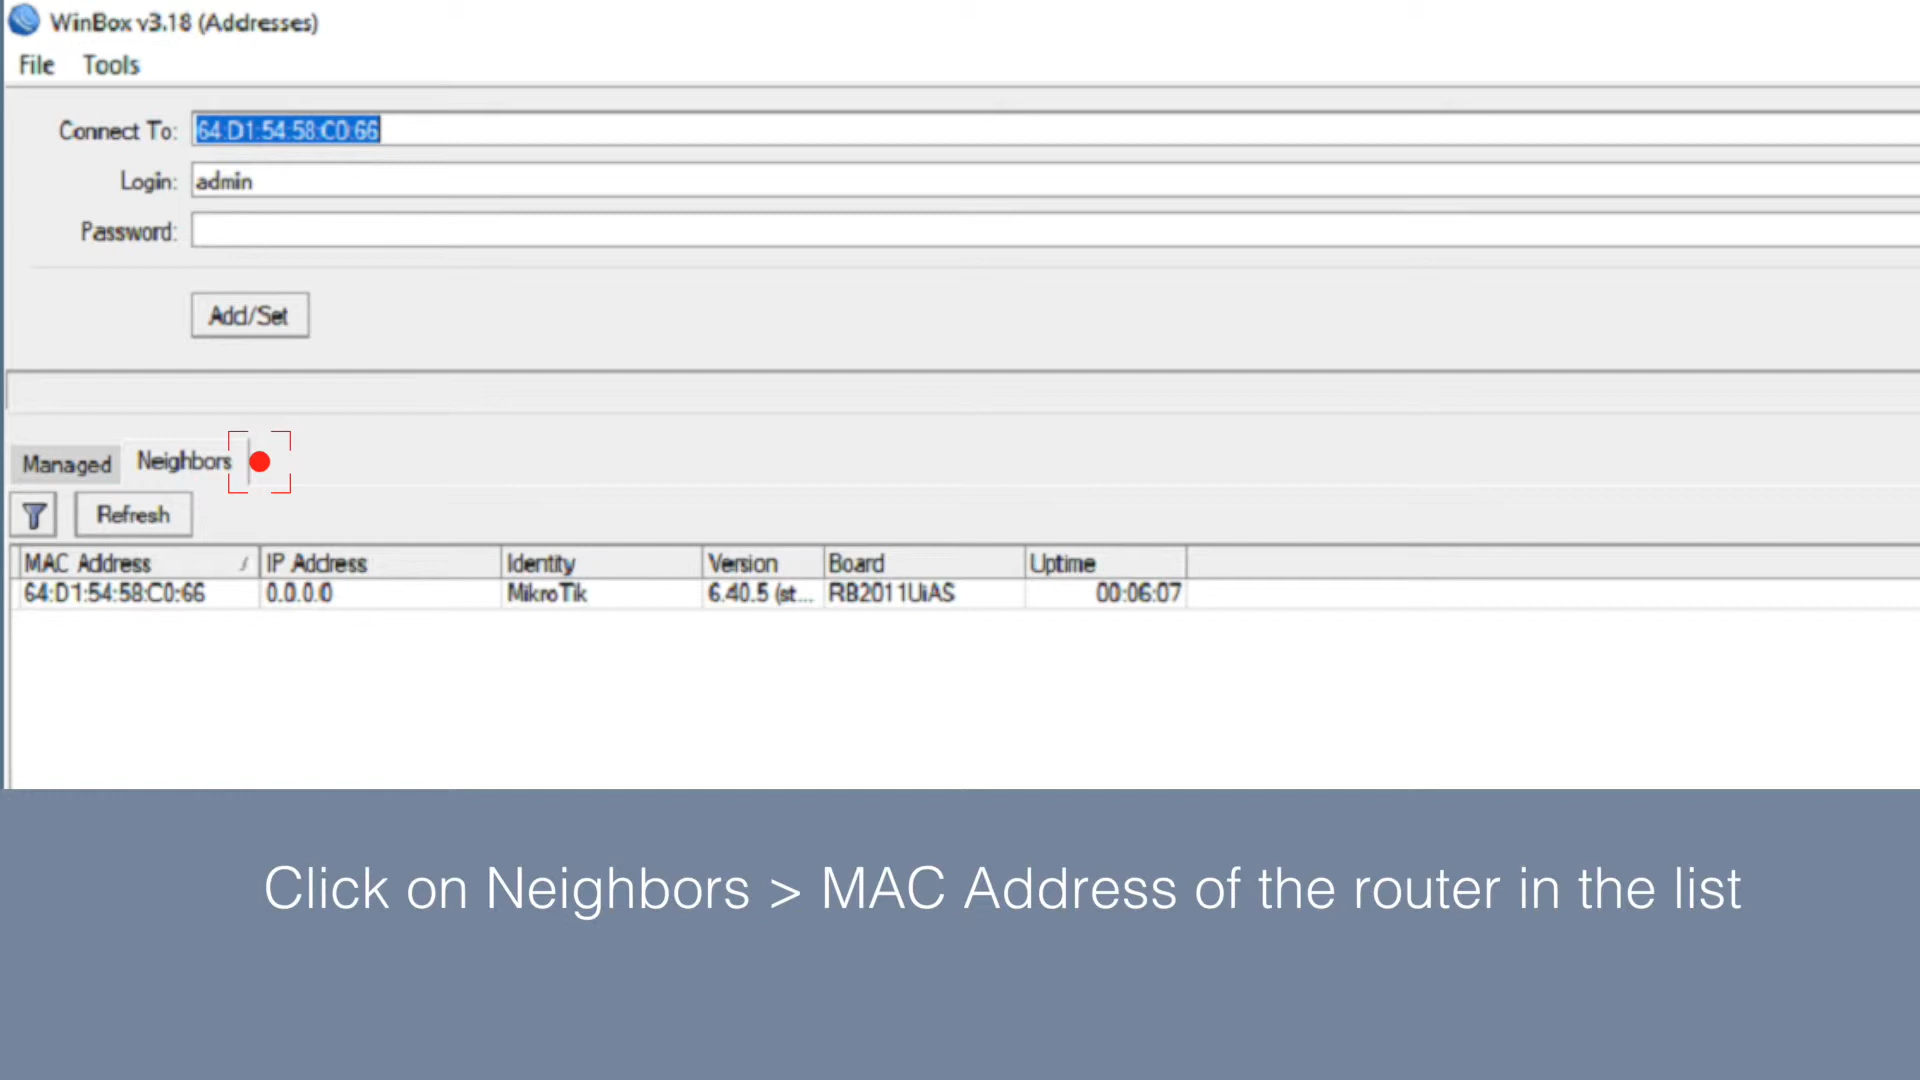 WinBox v3.18 (Addresses)
File Tools
Connect To: 64:D1:54:58:C0:66
Login: admin
Password:
Add/Set
Managed Neighbors
Refresh
MAC Address / IP Address Identity Version Board Uptime
64:D1:54:58:C0:66 0.0.0.0 MikroTik 6.40.5 (st... RB2011UiAS 00:06:07
Click on Neighbors > MAC Address of the router in the list